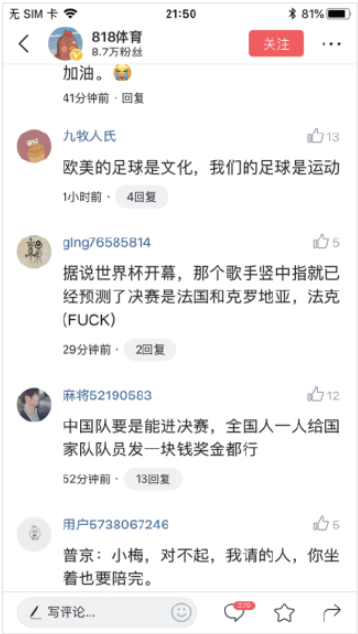 无 SIM 卡 21:50 81%
818体育
8.7万粉丝
关注
加油。😭
41分钟前 · 回复
九牧人氏 13
欧美的足球是文化，我们的足球是运动
1小时前 · 4回复
glng76585814 5
据说世界杯开幕，那个歌手竖中指就已
经预测了决赛是法国和克罗地亚，法克
(FUCK)
29分钟前 · 2回复
麻将52190583 12
中国队要是能进决赛，全国人一人给国
家队队员发一块钱奖金都行
52分钟前 · 13回复
用户5738067246 5
普京：小梅，对不起，我请的人，你坐
着也要陪完。
写评论...